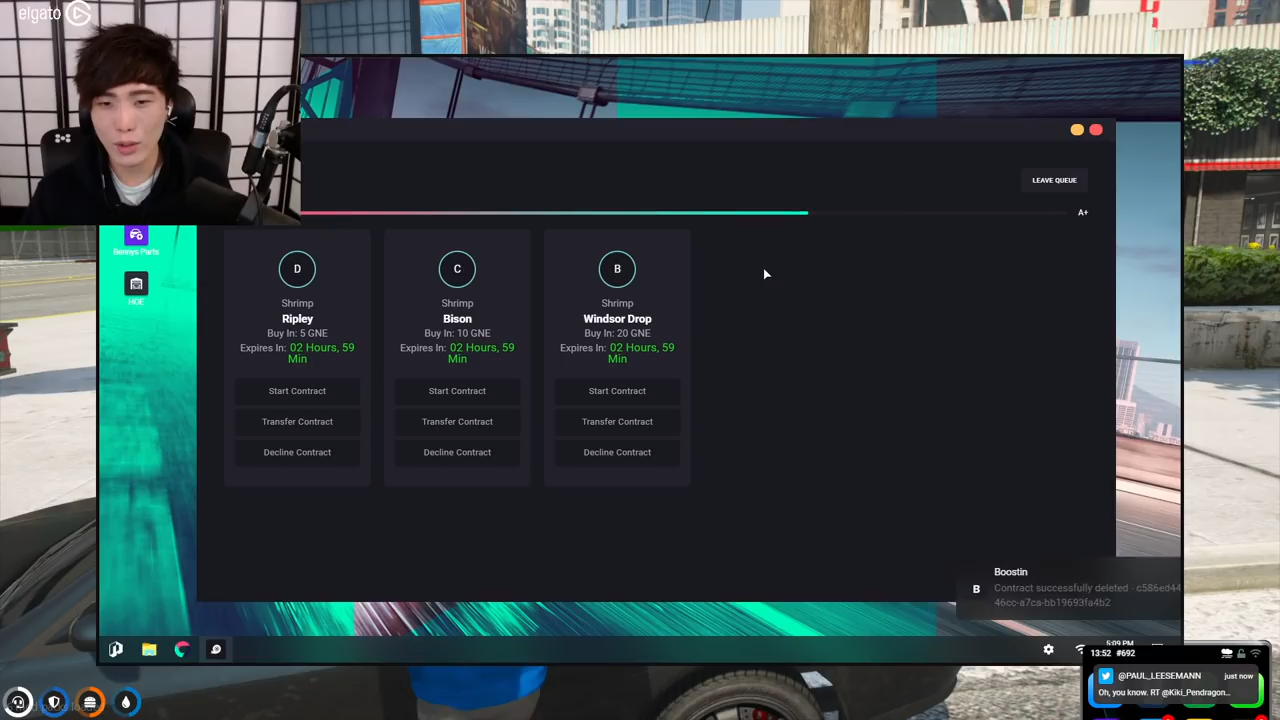 elgato
LEAVE QUEUE
A+
Bennys Parts
HOE
D
Shrimp
Ripley
Buy In: 5 GNE
Expires In: 02 Hours, 59
Min
Start Contract
Transfer Contract
Decline Contract
C
Shrimp
Bison
Buy In: 10 GNE
Expires In: 02 Hours, 59
Min
Start Contract
Transfer Contract
Decline Contract
B
Shrimp
Windsor Drop
Buy In: 20 GNE
Expires In: 02 Hours, 59
Min
Start Contract
Transfer Contract
Decline Contract
B
Boostin
Contract successfully deleted - c586ed44
46cc-a7ca-bb19693fa4b2
5:09 PM
13:52 #692
@PAUL_LEESEMANN just now
Oh, you know. RT @Kiki_Pendragon...